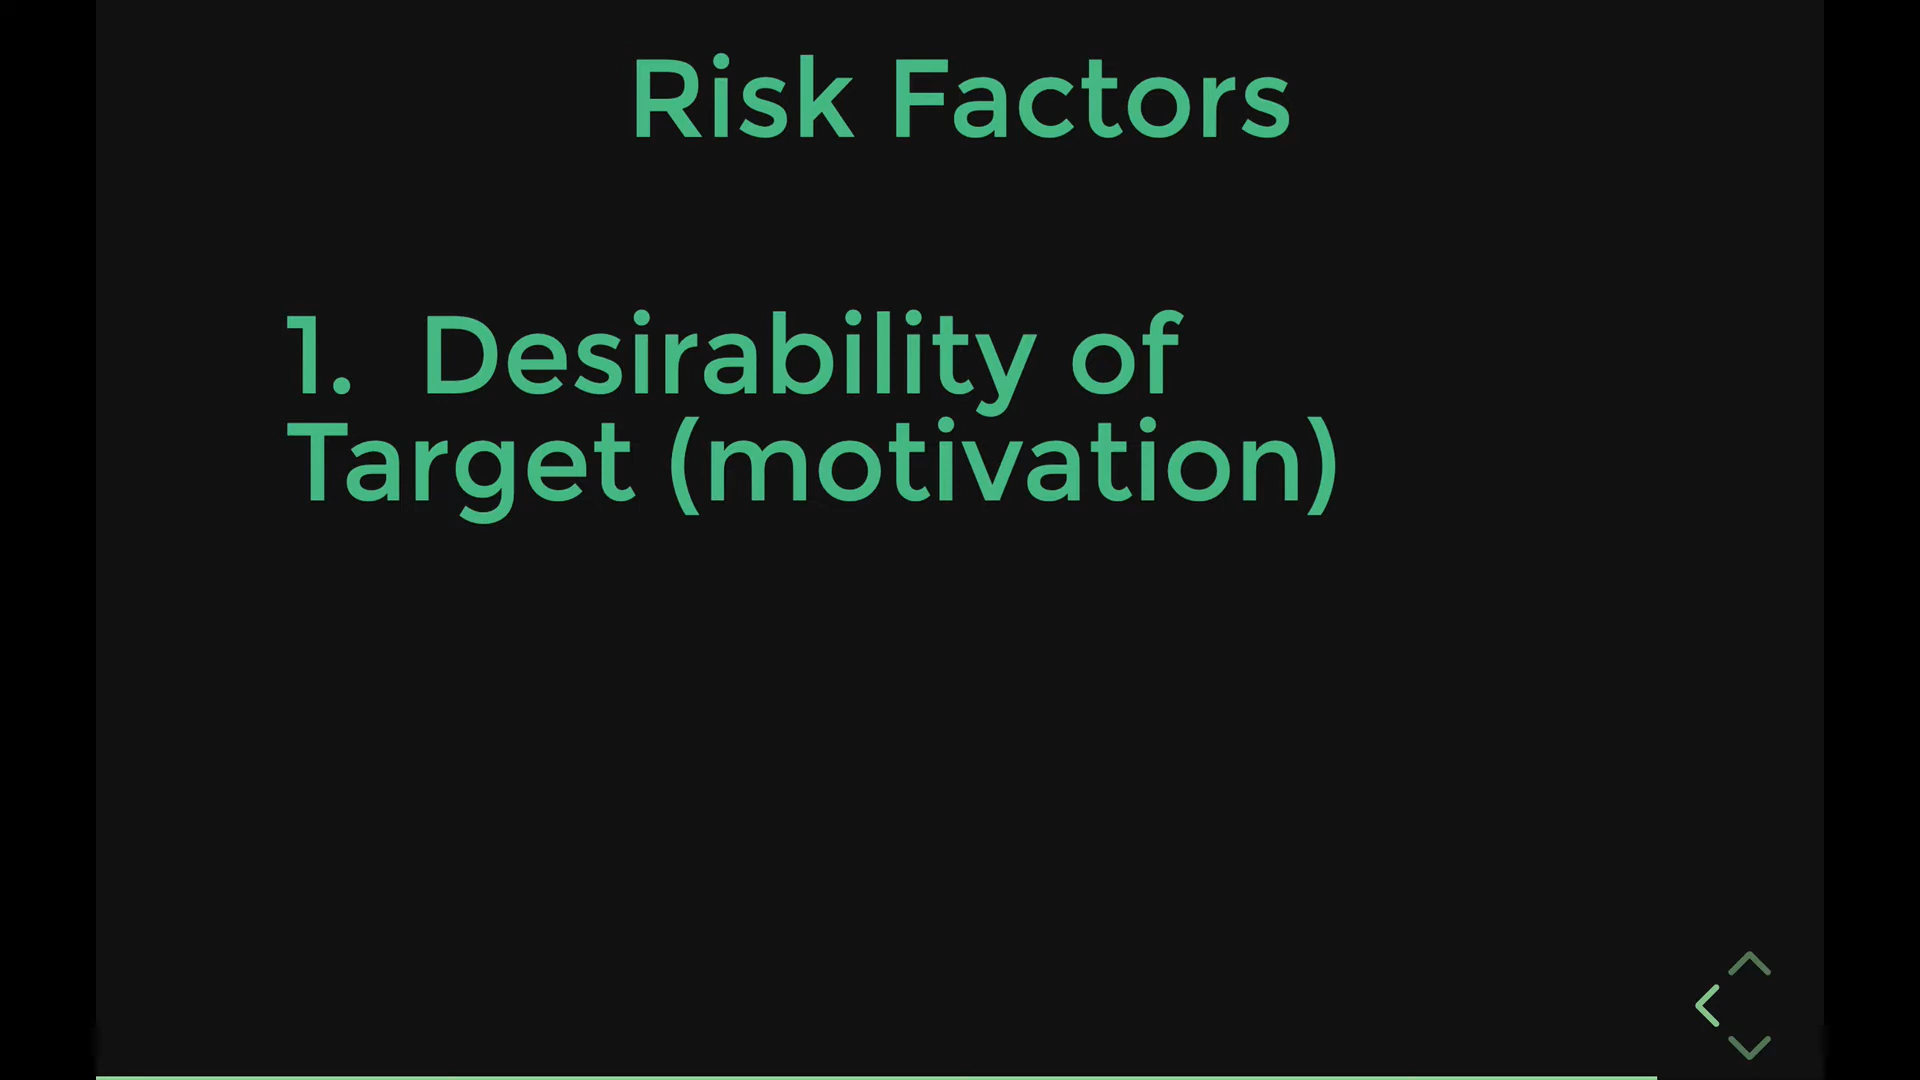 Risk Factors
1. Desirability of
Target (motivation)